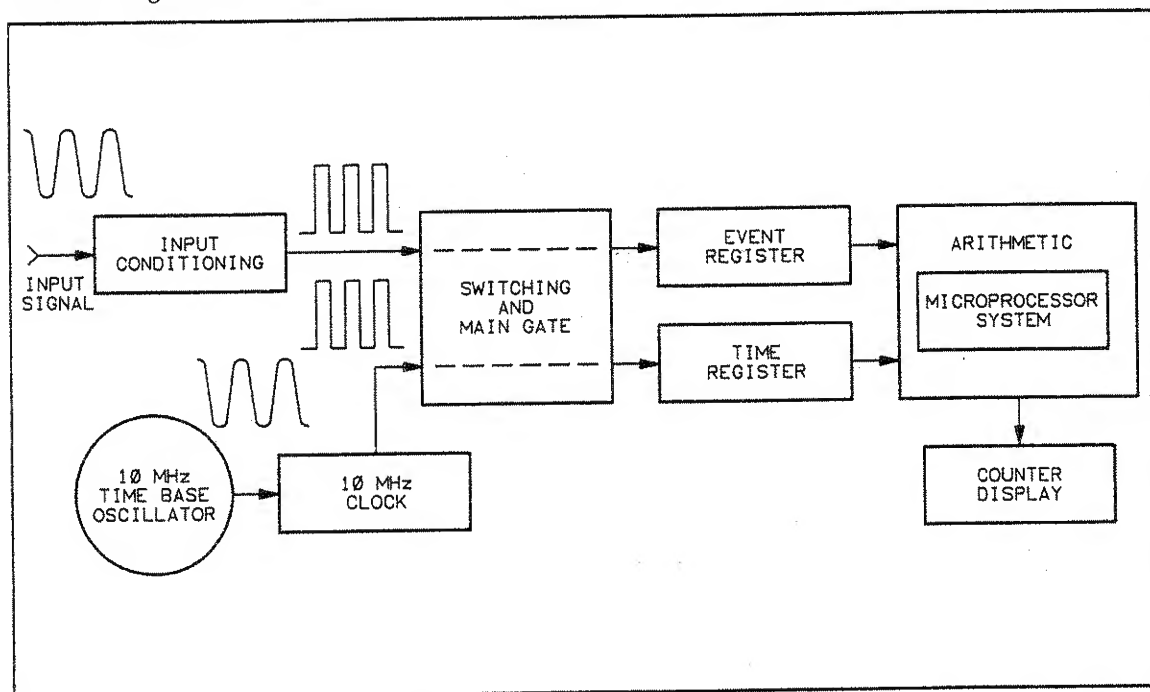 INPUT
CONDITIONING
INPUT
SIGNAL
SWITCHING
AND
MAIN GATE
EVENT
REGISTER
TIME
REGISTER
ARITHMETIC
MICROPROCESSOR
SYSTEM
10 MHz
TIME BASE
OSCILLATOR
10 MHz
CLOCK
COUNTER
DISPLAY